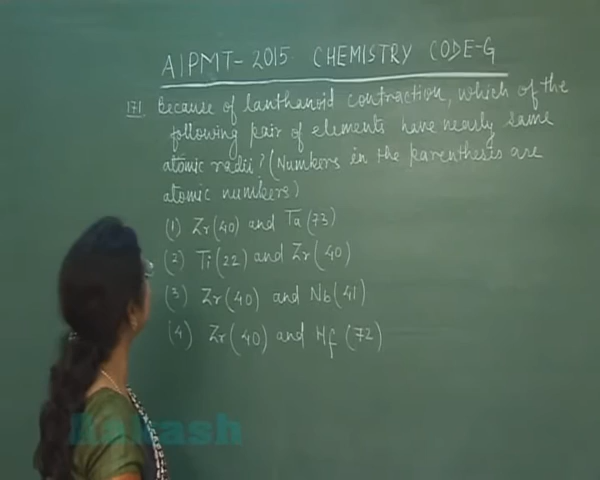 AIPMT-2015 CHEMISTRY CODE-G
171. Because of lanthanoid contraction, which of the
following pair of elements have nearly same
atomic radii? (Numbers in the parenthesis are
atomic numbers)
(1) Zr(40) and Ta(73)
(2) Ti(22) and Zr(40)
(3) Zr(40) and Nb(41)
(4) Zr(40) and Hf(72)
Aakash